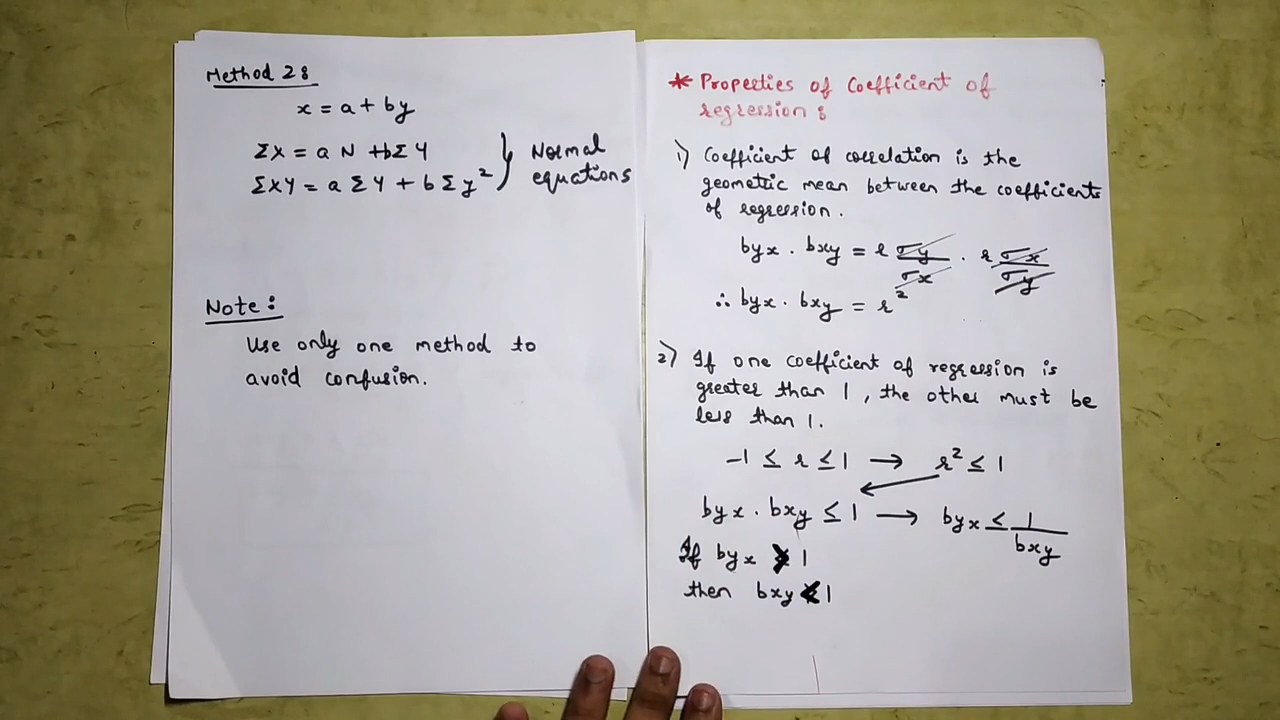 Method 2:
x = a + by
ΣX = a N + bΣY
ΣXY = a ΣY + b Σy²
Normal equations
Note:
Use only one method to
avoid confusion.
* Properties of Coefficient of
regression:
1) Coefficient of correlation is the
geometric mean between the coefficients
of regression.
byx . bxy = r σy/σx . r σx/σy
∴ byx . bxy = r²
2) If one coefficient of regression is
greater than 1, the other must be
less than 1.
-1 ≤ r ≤ 1 → r² ≤ 1
byx . bxy ≤ 1 → byx ≤ 1/bxy
If byx > 1
then bxy < 1